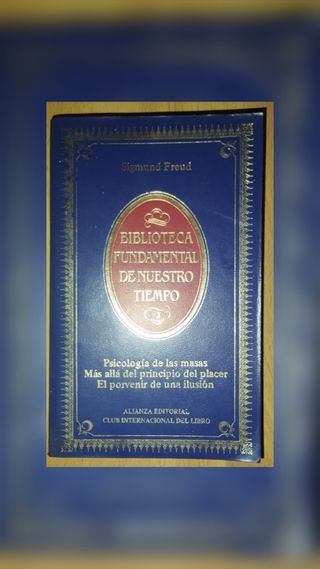 Sigmund Freud
BIBLIOTECA
FUNDAMENTAL
DE NUESTRO
TIEMPO
Psicología de las masas
Más allá del principio del placer
El porvenir de una ilusión
ALIANZA EDITORIAL
CLUB INTERNACIONAL DEL LIBRO